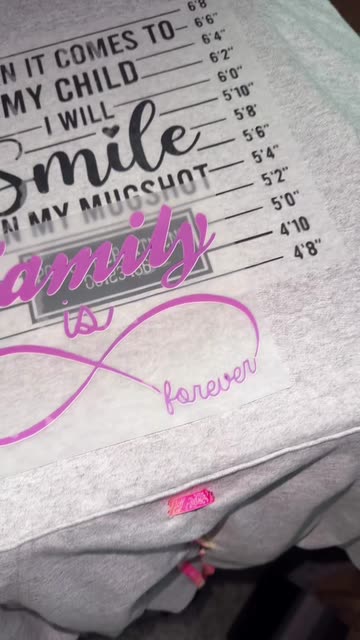 6'8
6'6"
N IT COMES TO
6'4"
6'2"
MY CHILD
6'0"
I WILL
5'10"
5'8'
Smile
5'6"
5'4"
N MY MUGSHOT
5'2"
5'0"
family
4'10
4'8"
is
forever